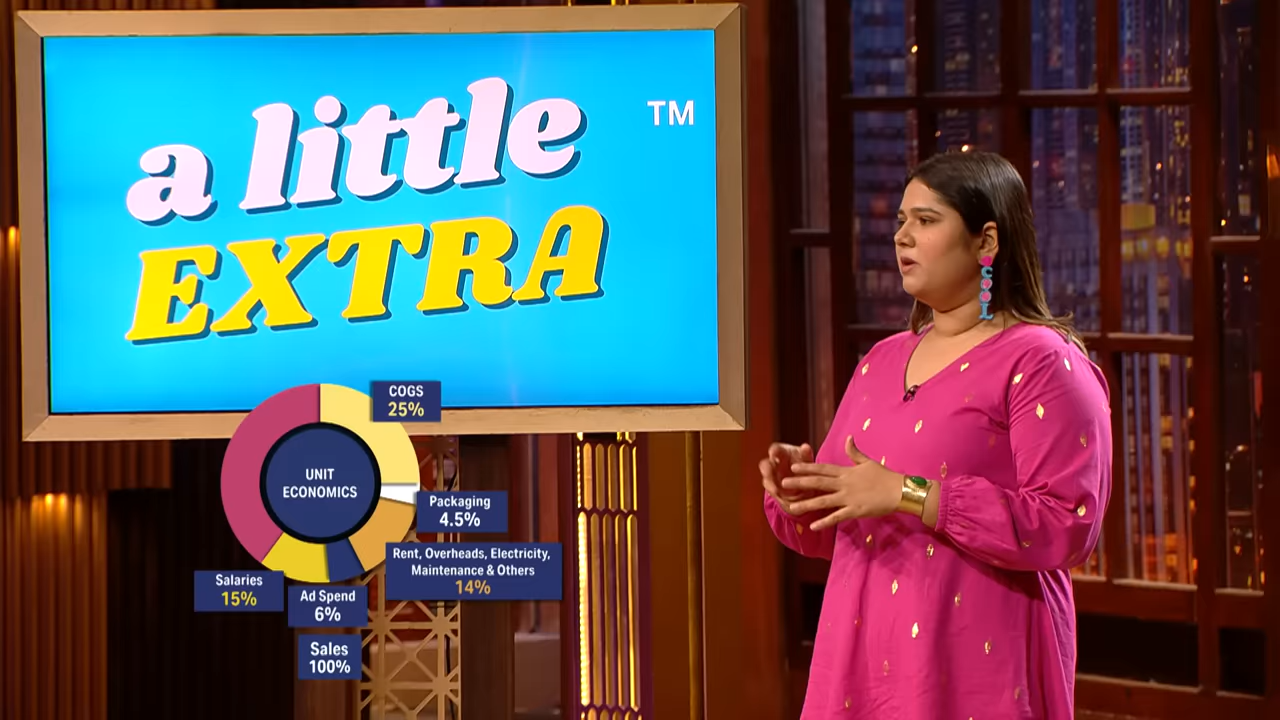 a little
EXTRA
TM
COGS
25%
UNIT
ECONOMICS
Packaging
4.5%
Rent, Overheads, Electricity,
Maintenance & Others
14%
Salaries
15%
Ad Spend
6%
Sales
100%
COOL